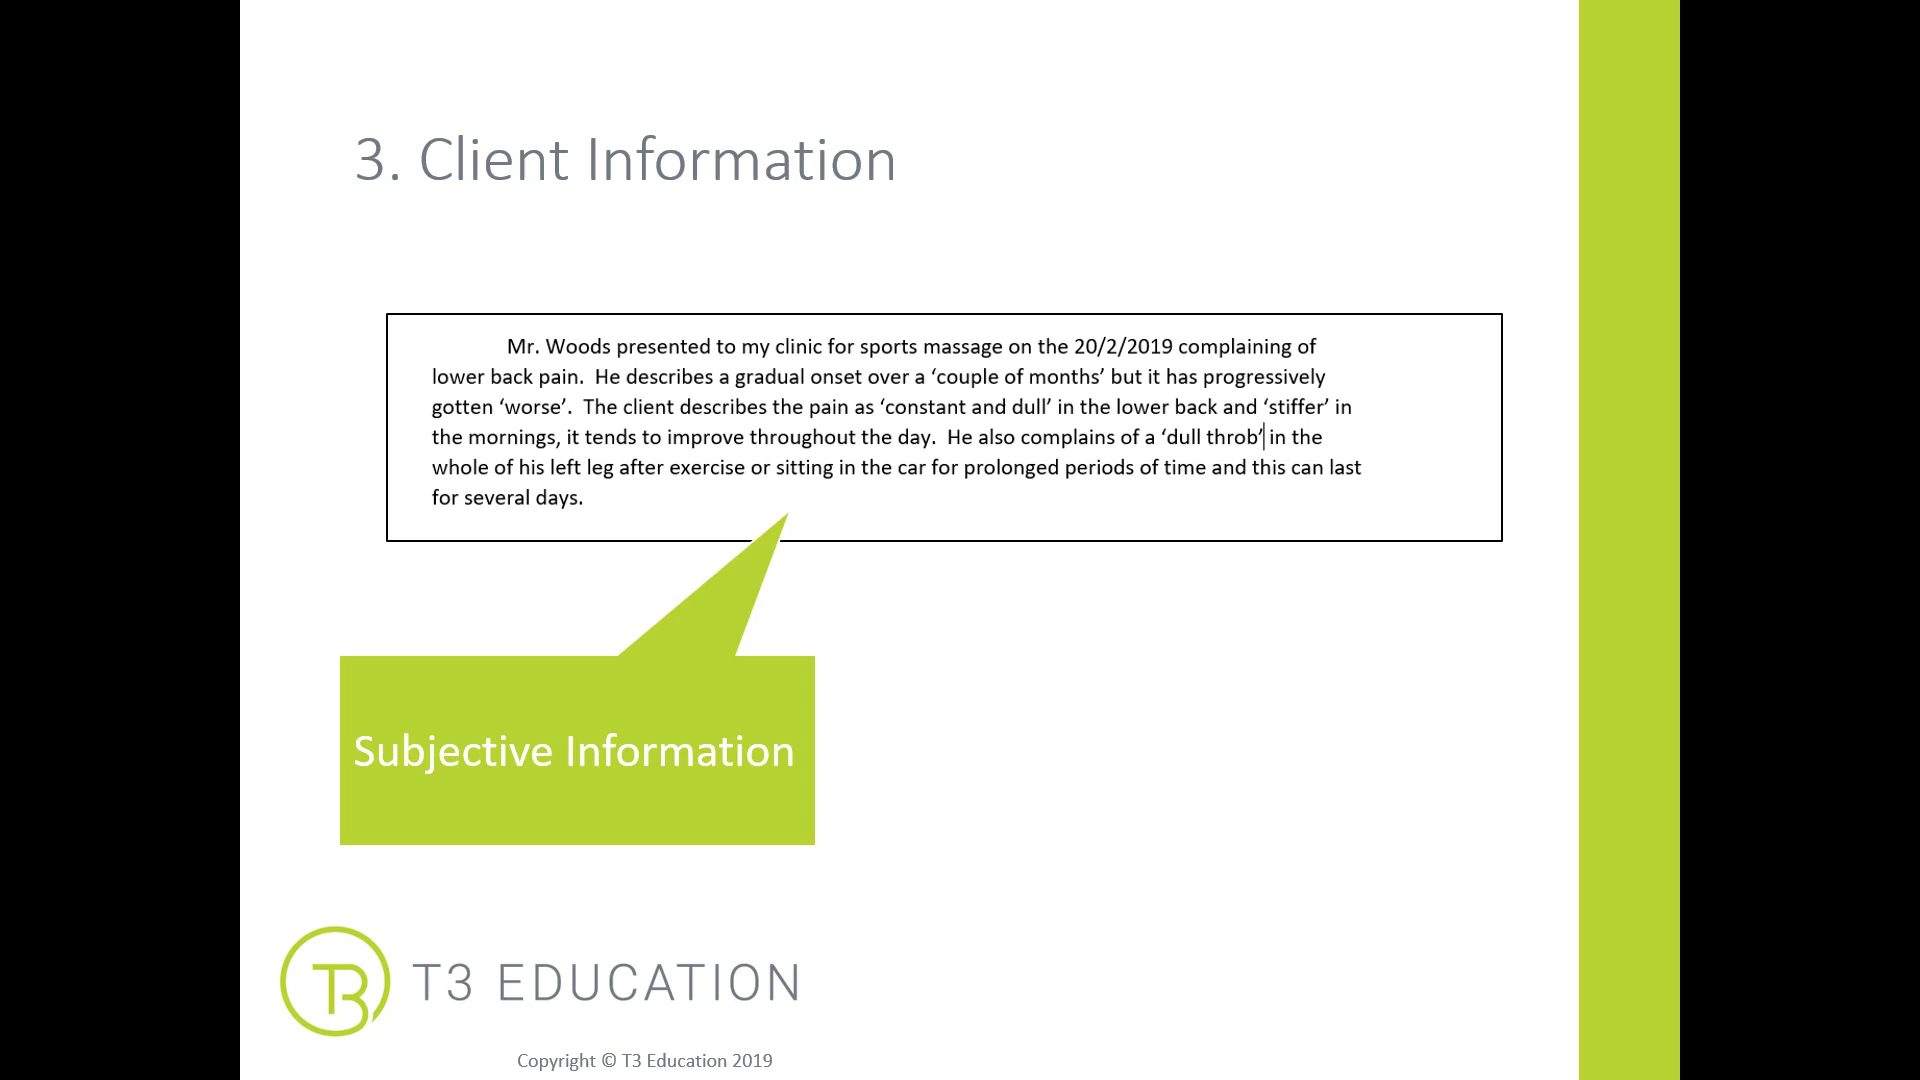 3. Client Information
Mr. Woods presented to my clinic for sports massage on the 20/2/2019 complaining of
lower back pain.  He describes a gradual onset over a ‘couple of months’ but it has progressively
gotten ‘worse’.  The client describes the pain as ‘constant and dull’ in the lower back and ‘stiffer’ in
the mornings, it tends to improve throughout the day.  He also complains of a ‘dull throb’ in the
whole of his left leg after exercise or sitting in the car for prolonged periods of time and this can last
for several days.
Subjective Information
T3 T3 EDUCATION
Copyright © T3 Education 2019